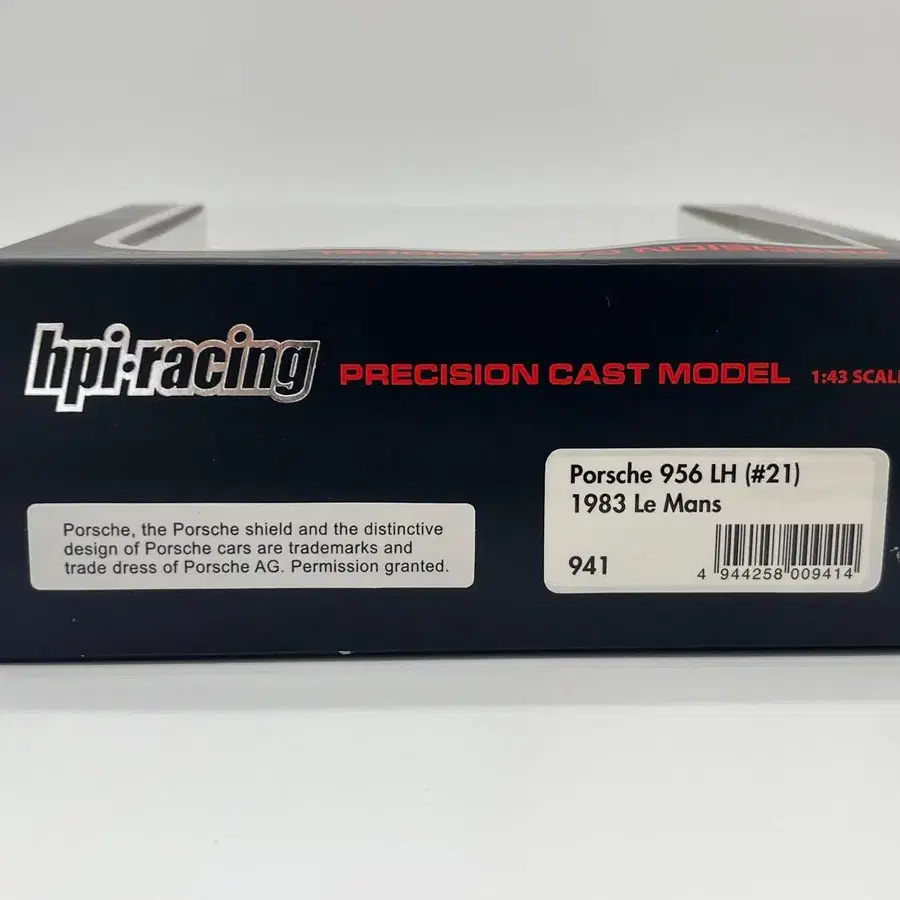 hpi·racing PRECISION CAST MODEL 1:43 SCALE
Porsche 956 LH (#21)
1983 Le Mans
941
4 944258 009414
Porsche, the Porsche shield and the distinctive
design of Porsche cars are trademarks and
trade dress of Porsche AG. Permission granted.